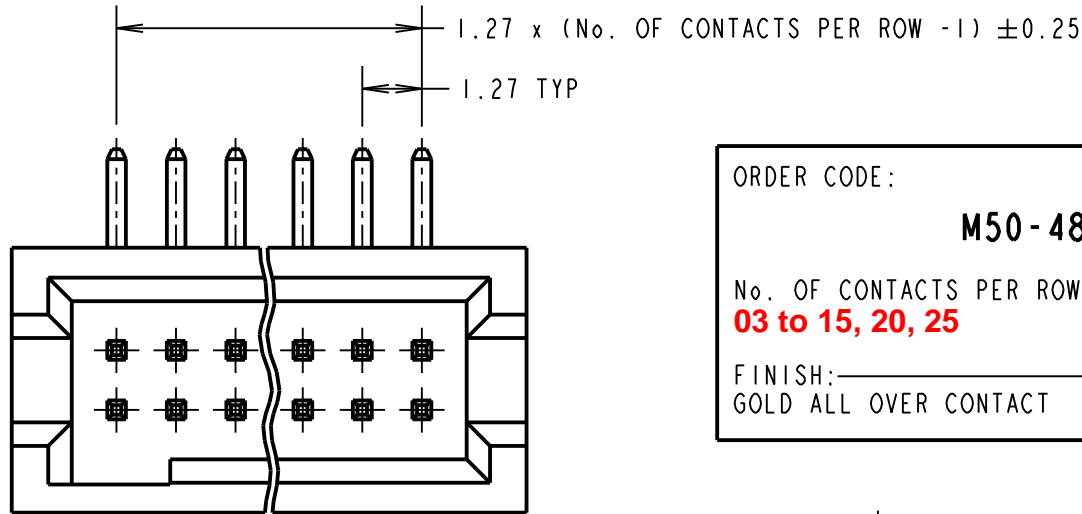 1.27 x (No. OF CONTACTS PER ROW -1) ±0.25
1.27 TYP
ORDER CODE:
M50-48
No. OF CONTACTS PER ROW
03 to 15, 20, 25
FINISH:
GOLD ALL OVER CONTACT